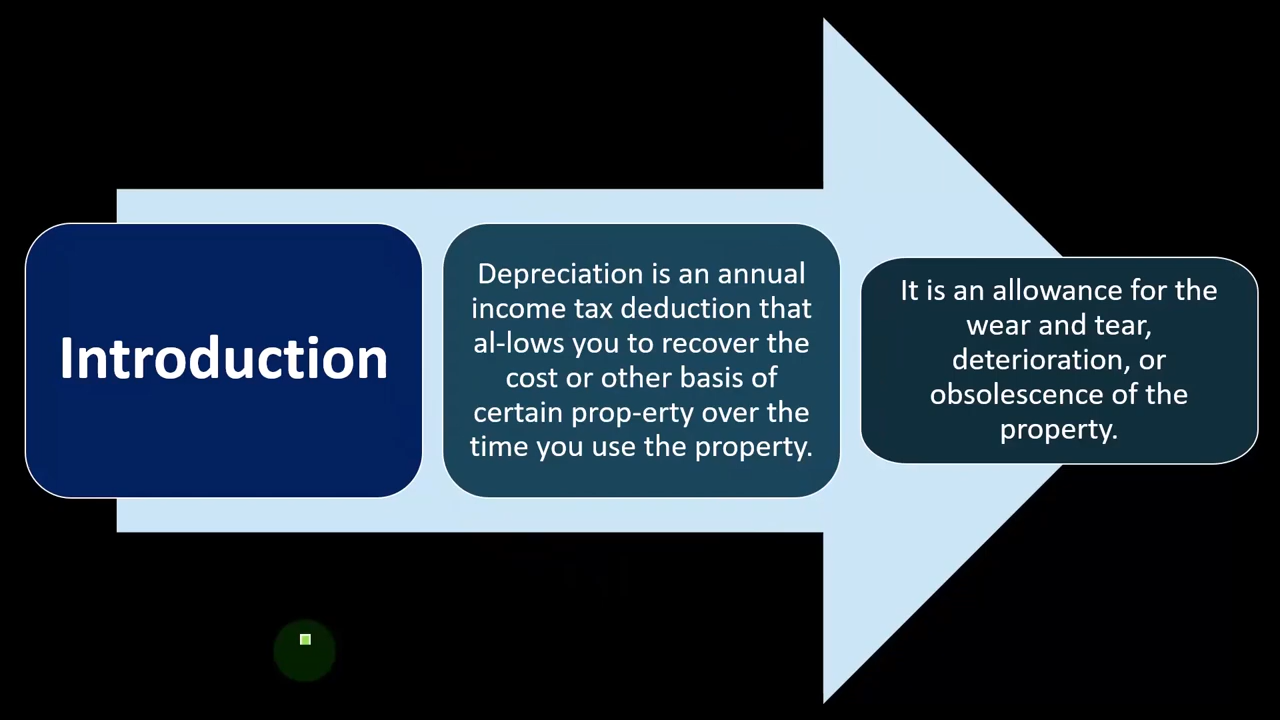 Introduction
Depreciation is an annual
income tax deduction that
al-lows you to recover the
cost or other basis of
certain prop-erty over the
time you use the property.
It is an allowance for the
wear and tear,
deterioration, or
obsolescence of the
property.